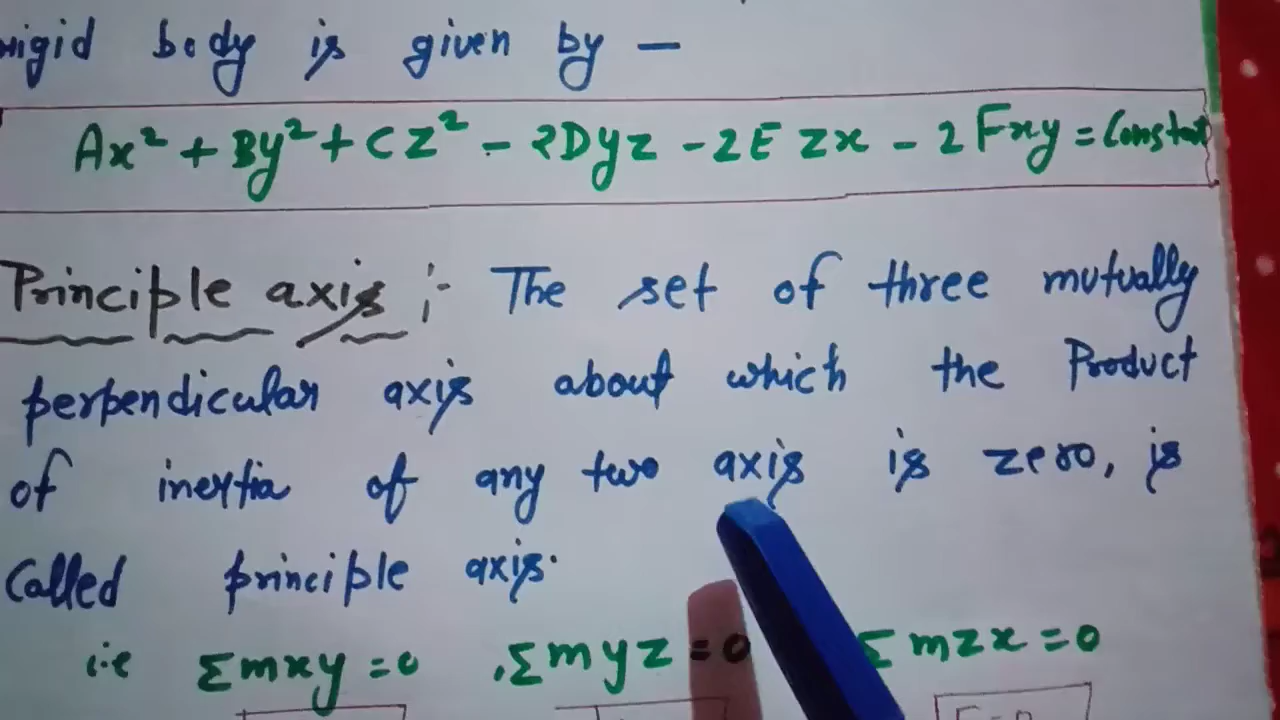 rigid body is given by —
Ax² + By² + Cz² - 2Dyz - 2E zx - 2Fxy = Constant
Principle axis :- The set of three mutually
perpendicular axis about which the Product
of inertia of any two axis is zero, is
Called principle axis.
i.e Σmxy = 0 , Σmyz = 0 Σmzx = 0